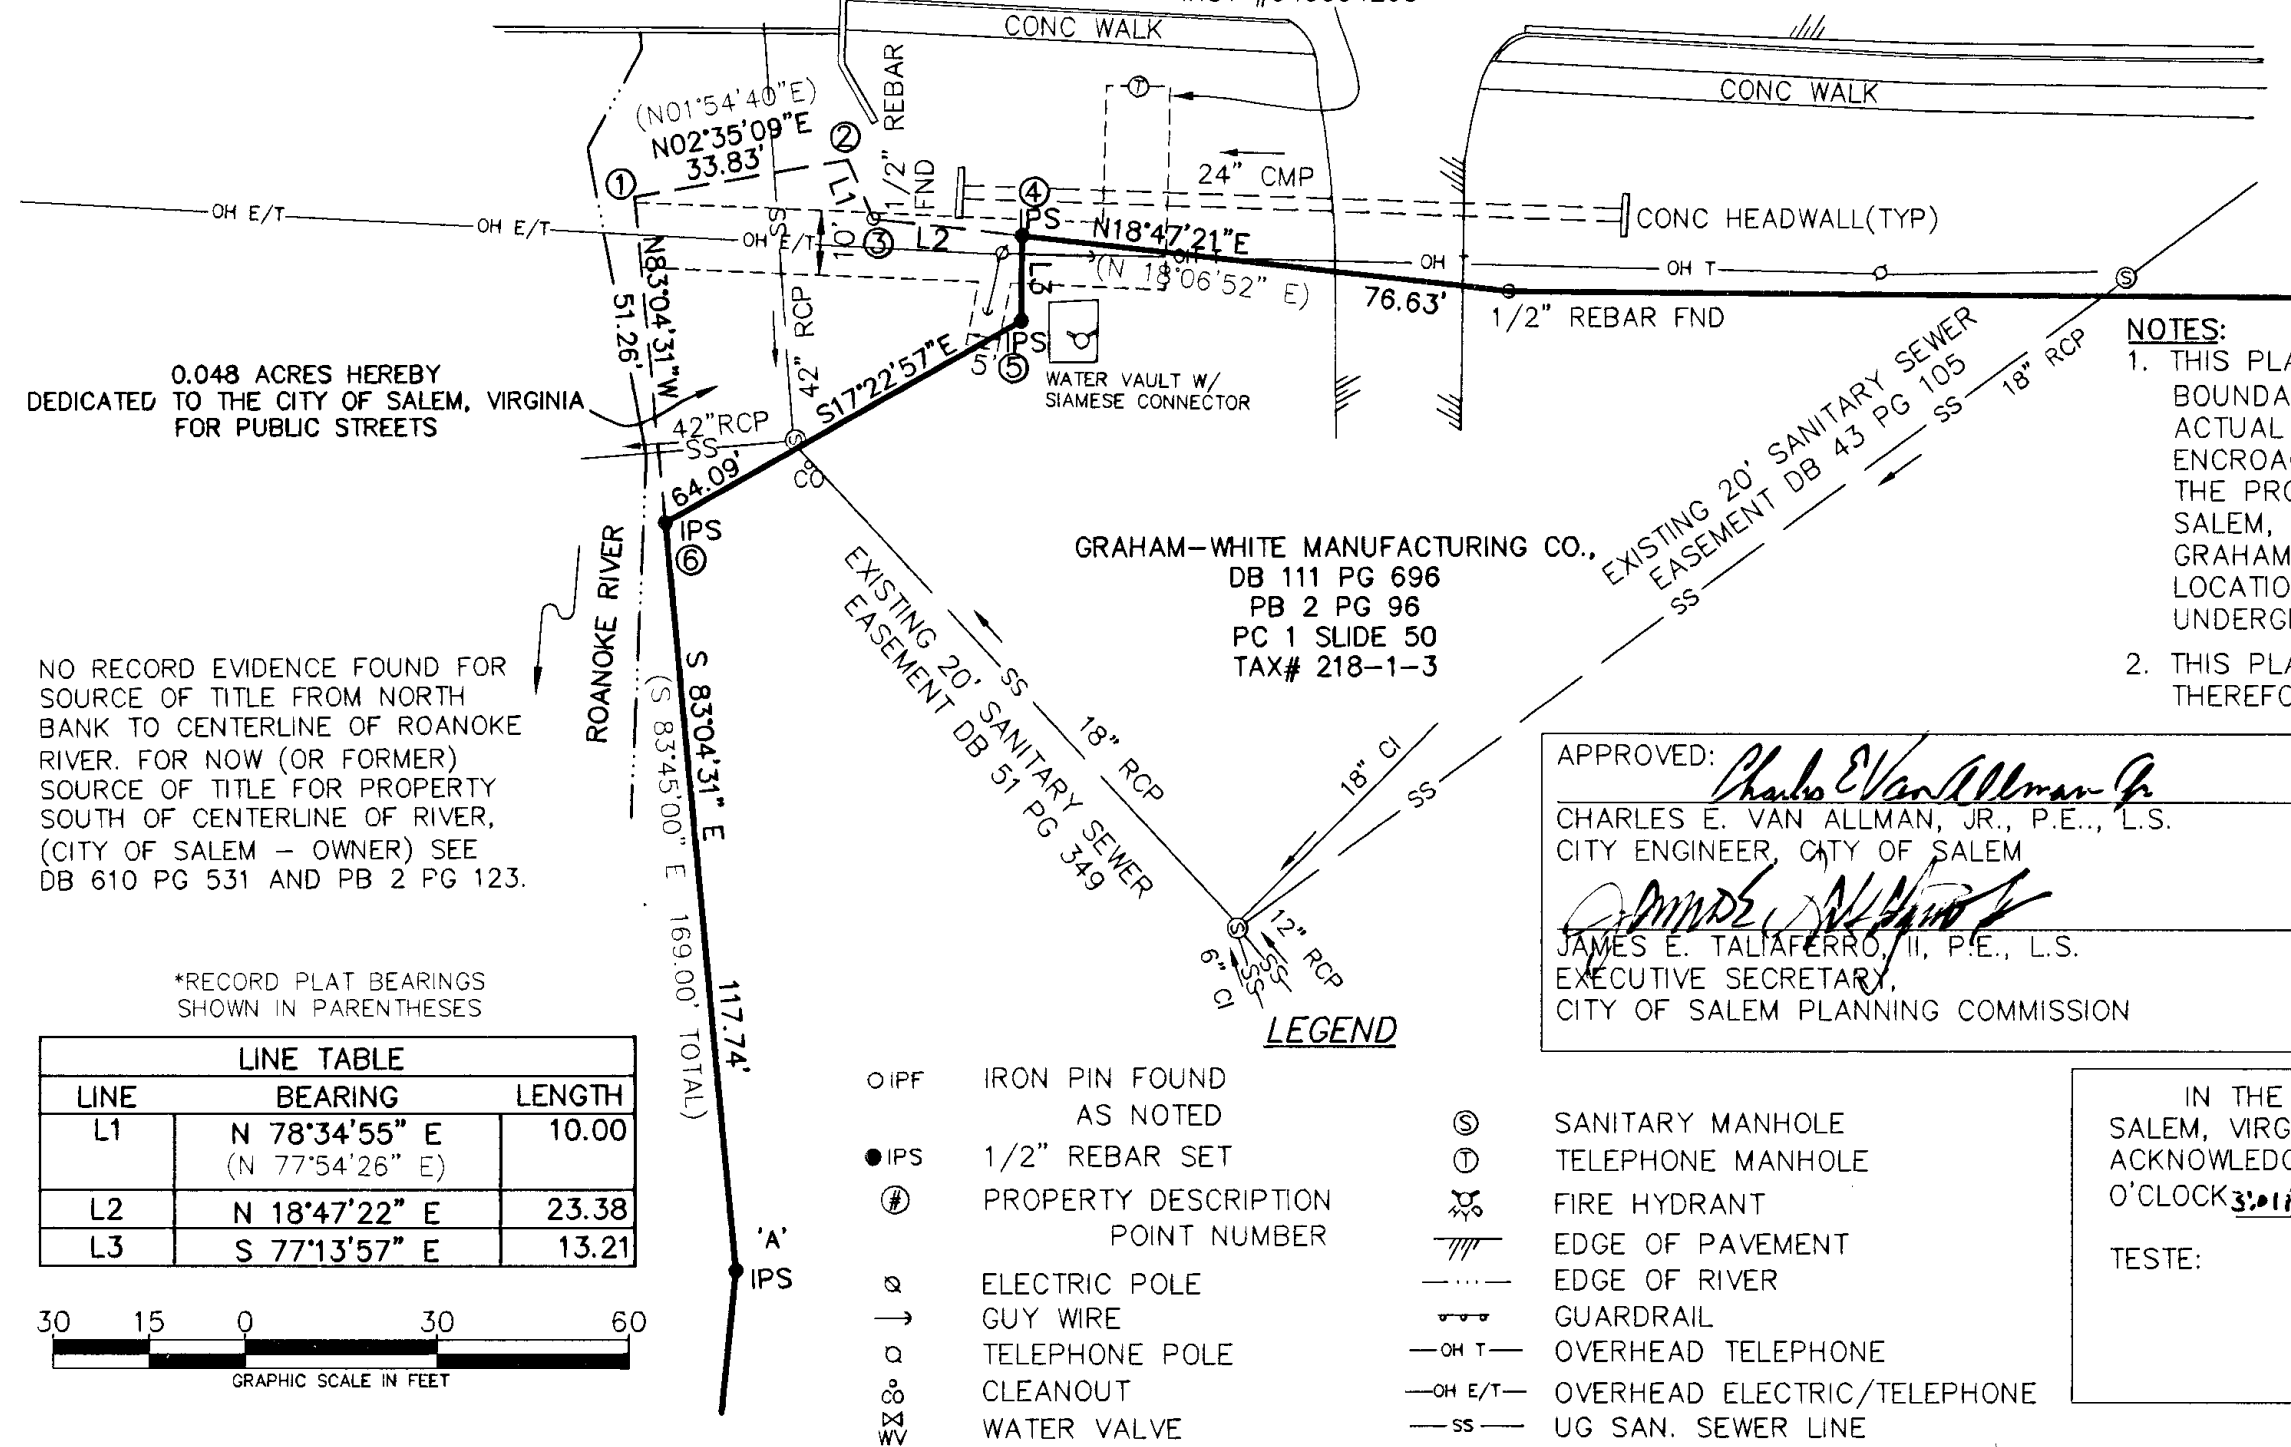 CONC WALK
CONC WALK
(N01°54'40"E)
N02°35'09"E
33.83'
1
2
L1
1/2" REBAR
FND
24" CMP
4
IPS
CONC HEADWALL(TYP)
T
OH E/T
OH E/T
OH E/T
SS
10'
3
L2
N18°47'21"E
(N 18°06'52" E)
OH T
OH T
OH T
76.63'
1/2" REBAR FND
S
L3
N83°04'31"W
51.26'
42" RCP
IPS
5'
5
WATER VAULT W/
SIAMESE CONNECTOR
0.048 ACRES HEREBY
DEDICATED TO THE CITY OF SALEM, VIRGINIA
FOR PUBLIC STREETS
S17°22'57"E
64.09'
42"RCP
SS
S
CO
IPS
6
ROANOKE RIVER
EXISTING 20' SANITARY SEWER
EASEMENT DB 43 PG 105
18" RCP
SS
SS
SS
GRAHAM-WHITE MANUFACTURING CO.,
DB 111 PG 696
PB 2 PG 96
PC 1 SLIDE 50
TAX# 218-1-3
EXISTING 20' SANITARY SEWER
EASEMENT DB 51 PG 349
SS
18" RCP
18" CI
S
12" RCP
6" CI
SS
SS
S 83°04'31" E
117.74'
(S 83°45'00" E 169.00' TOTAL)
'A'
IPS
NO RECORD EVIDENCE FOUND FOR
SOURCE OF TITLE FROM NORTH
BANK TO CENTERLINE OF ROANOKE
RIVER. FOR NOW (OR FORMER)
SOURCE OF TITLE FOR PROPERTY
SOUTH OF CENTERLINE OF RIVER,
(CITY OF SALEM - OWNER) SEE
DB 610 PG 531 AND PB 2 PG 123.
*RECORD PLAT BEARINGS
SHOWN IN PARENTHESES
LINE TABLE
LINE BEARING LENGTH
L1 N 78°34'55" E 10.00
(N 77°54'26" E)
L2 N 18°47'22" E 23.38
L3 S 77°13'57" E 13.21
30 15 0 30 60
GRAPHIC SCALE IN FEET
NOTES:
1. THIS PLA
BOUNDA
ACTUAL
ENCROA
THE PRO
SALEM,
GRAHAM
LOCATIO
UNDERG
2. THIS PLA
THEREFO
APPROVED: Charles E Van Allman Jr
CHARLES E. VAN ALLMAN, JR., P.E.., L.S.
CITY ENGINEER, CITY OF SALEM
JAMES E. TALIAFERRO, II, P.E., L.S.
EXECUTIVE SECRETARY,
CITY OF SALEM PLANNING COMMISSION
LEGEND
IPF IRON PIN FOUND
AS NOTED
IPS 1/2" REBAR SET
# PROPERTY DESCRIPTION
POINT NUMBER
ELECTRIC POLE
GUY WIRE
TELEPHONE POLE
CO CLEANOUT
WV WATER VALVE
S SANITARY MANHOLE
T TELEPHONE MANHOLE
FIRE HYDRANT
EDGE OF PAVEMENT
EDGE OF RIVER
GUARDRAIL
OH T OVERHEAD TELEPHONE
OH E/T OVERHEAD ELECTRIC/TELEPHONE
SS UG SAN. SEWER LINE
IN THE
SALEM, VIRG
ACKNOWLEDG
O'CLOCK
TESTE: